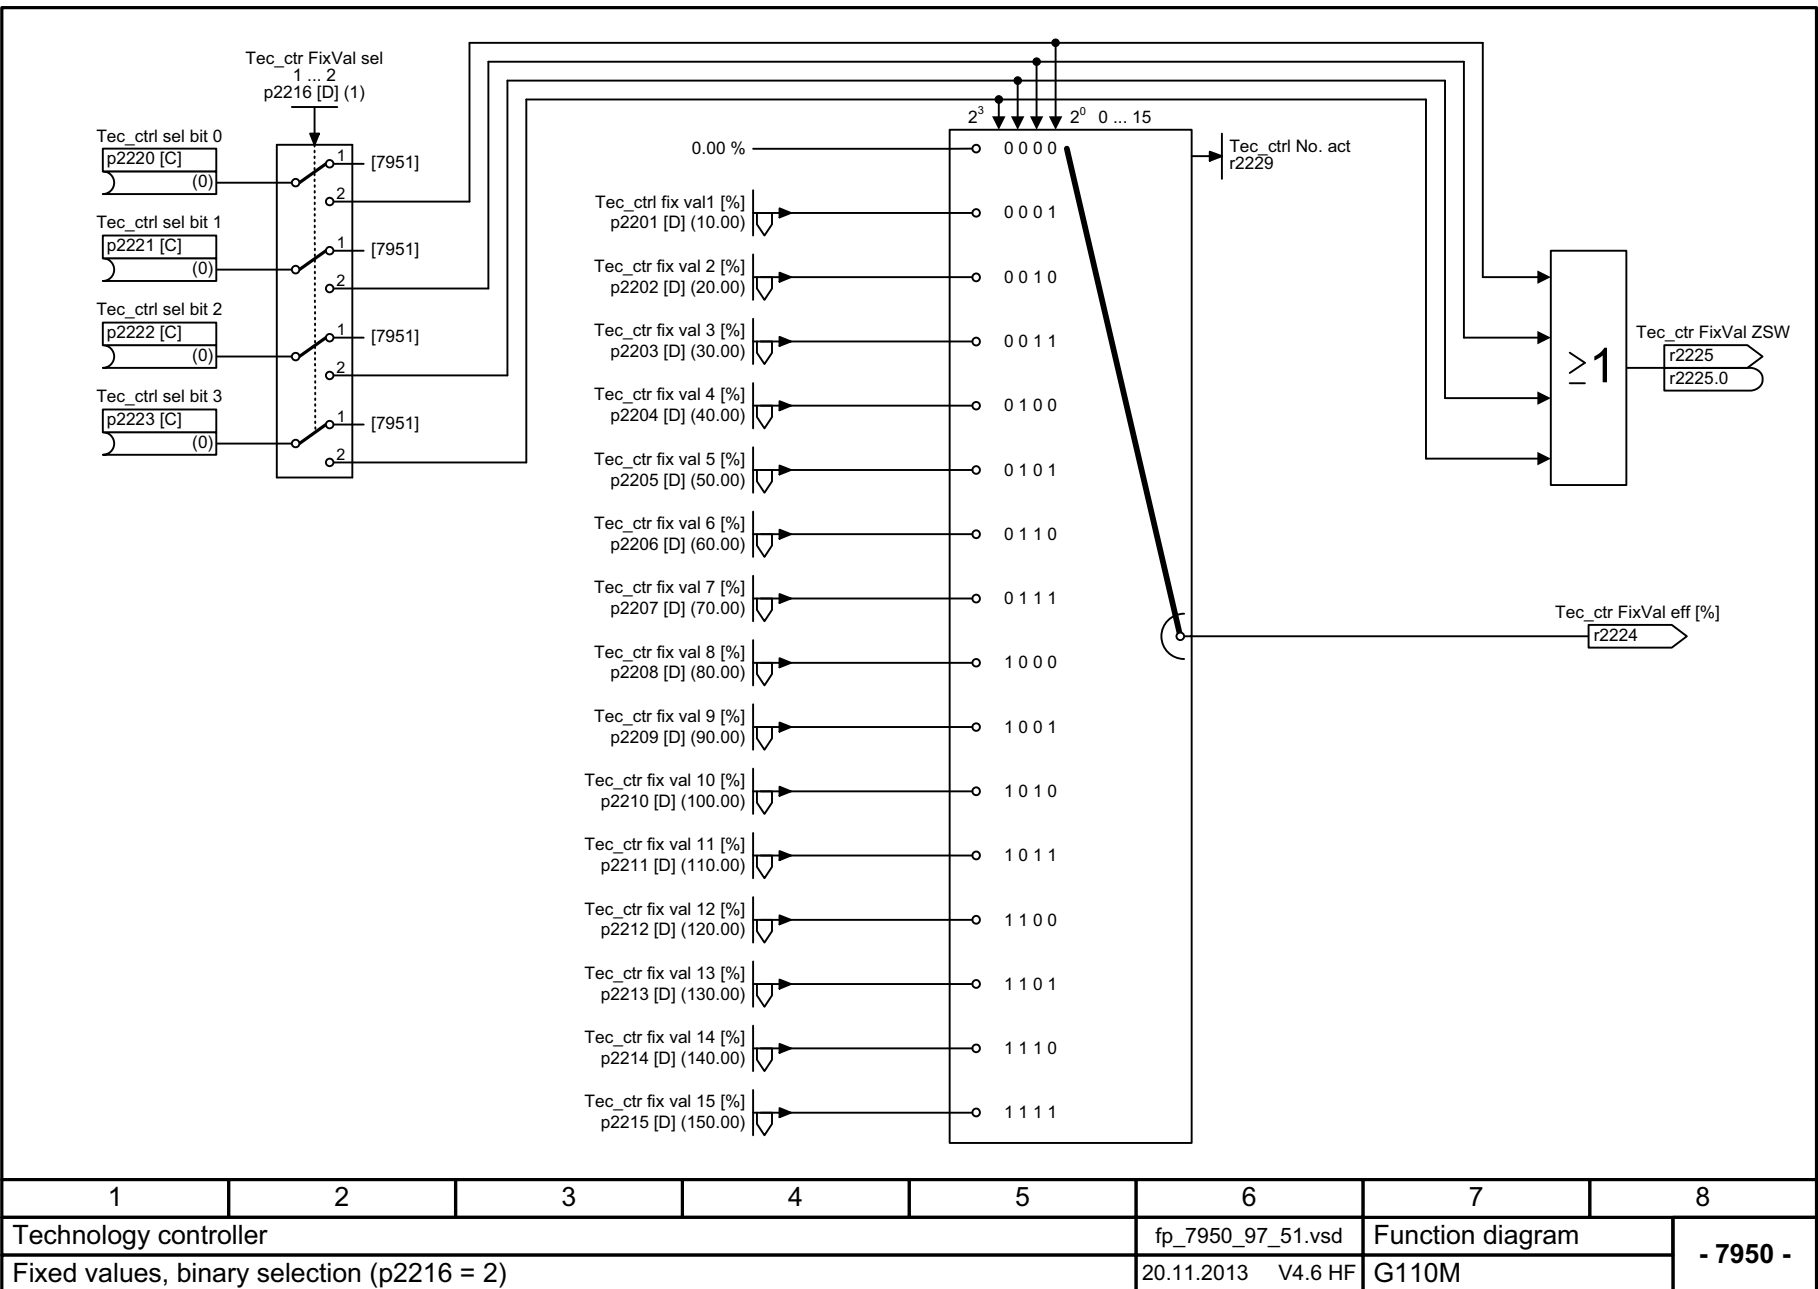 Tec_ctr FixVal sel
1 ... 2
p2216 [D] (1)
Tec_ctrl sel bit 0
p2220 [C]
(0)
1
[7951]
2
Tec_ctrl sel bit 1
p2221 [C]
(0)
1
[7951]
2
Tec_ctrl sel bit 2
p2222 [C]
(0)
1
[7951]
2
Tec_ctrl sel bit 3
p2223 [C]
(0)
1
[7951]
2
2³ 2⁰ 0 ... 15
0.00 % 0 0 0 0
Tec_ctrl No. act
r2229
Tec_ctrl fix val1 [%]
p2201 [D] (10.00) 0 0 0 1
Tec_ctr fix val 2 [%]
p2202 [D] (20.00) 0 0 1 0
Tec_ctr fix val 3 [%]
p2203 [D] (30.00) 0 0 1 1
Tec_ctr fix val 4 [%]
p2204 [D] (40.00) 0 1 0 0
Tec_ctr fix val 5 [%]
p2205 [D] (50.00) 0 1 0 1
Tec_ctr fix val 6 [%]
p2206 [D] (60.00) 0 1 1 0
Tec_ctr fix val 7 [%]
p2207 [D] (70.00) 0 1 1 1
Tec_ctr fix val 8 [%]
p2208 [D] (80.00) 1 0 0 0
Tec_ctr fix val 9 [%]
p2209 [D] (90.00) 1 0 0 1
Tec_ctr fix val 10 [%]
p2210 [D] (100.00) 1 0 1 0
Tec_ctr fix val 11 [%]
p2211 [D] (110.00) 1 0 1 1
Tec_ctr fix val 12 [%]
p2212 [D] (120.00) 1 1 0 0
Tec_ctr fix val 13 [%]
p2213 [D] (130.00) 1 1 0 1
Tec_ctr fix val 14 [%]
p2214 [D] (140.00) 1 1 1 0
Tec_ctr fix val 15 [%]
p2215 [D] (150.00) 1 1 1 1
≥1
Tec_ctr FixVal ZSW
r2225
r2225.0
Tec_ctr FixVal eff [%]
r2224
1 2 3 4 5 6 7 8
Technology controller fp_7950_97_51.vsd Function diagram
- 7950 -
Fixed values, binary selection (p2216 = 2) 20.11.2013 V4.6 HF G110M